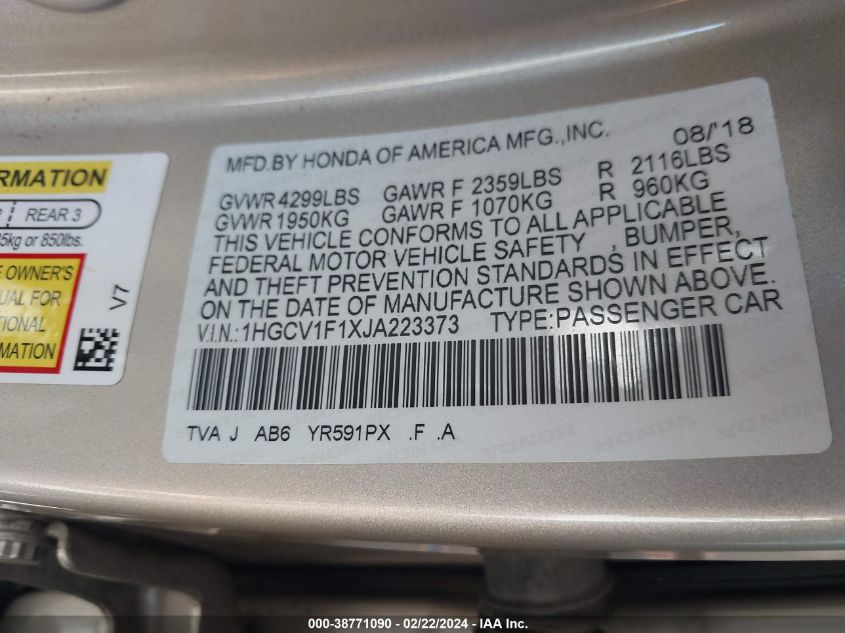 RMATION
REAR 3
5kg or 850lbs.
OWNER'S
UAL FOR
TIONAL
MATION
V7
MFD.BY HONDA OF AMERICA MFG.,INC. 08/'18
GVWR 4299LBS GAWR F 2359LBS R 2116LBS
GVWR 1950KG GAWR F 1070KG R 960KG
THIS VEHICLE CONFORMS TO ALL APPLICABLE
FEDERAL MOTOR VEHICLE SAFETY , BUMPER,
AND THEFT PREVENTION STANDARDS IN EFFECT
ON THE DATE OF MANUFACTURE SHOWN ABOVE.
V.I.N.:1HGCV1F1XJA223373 TYPE:PASSENGER CAR
TVA J AB6 YR591PX .F .A
000-38771090 - 02/22/2024 - IAA Inc.